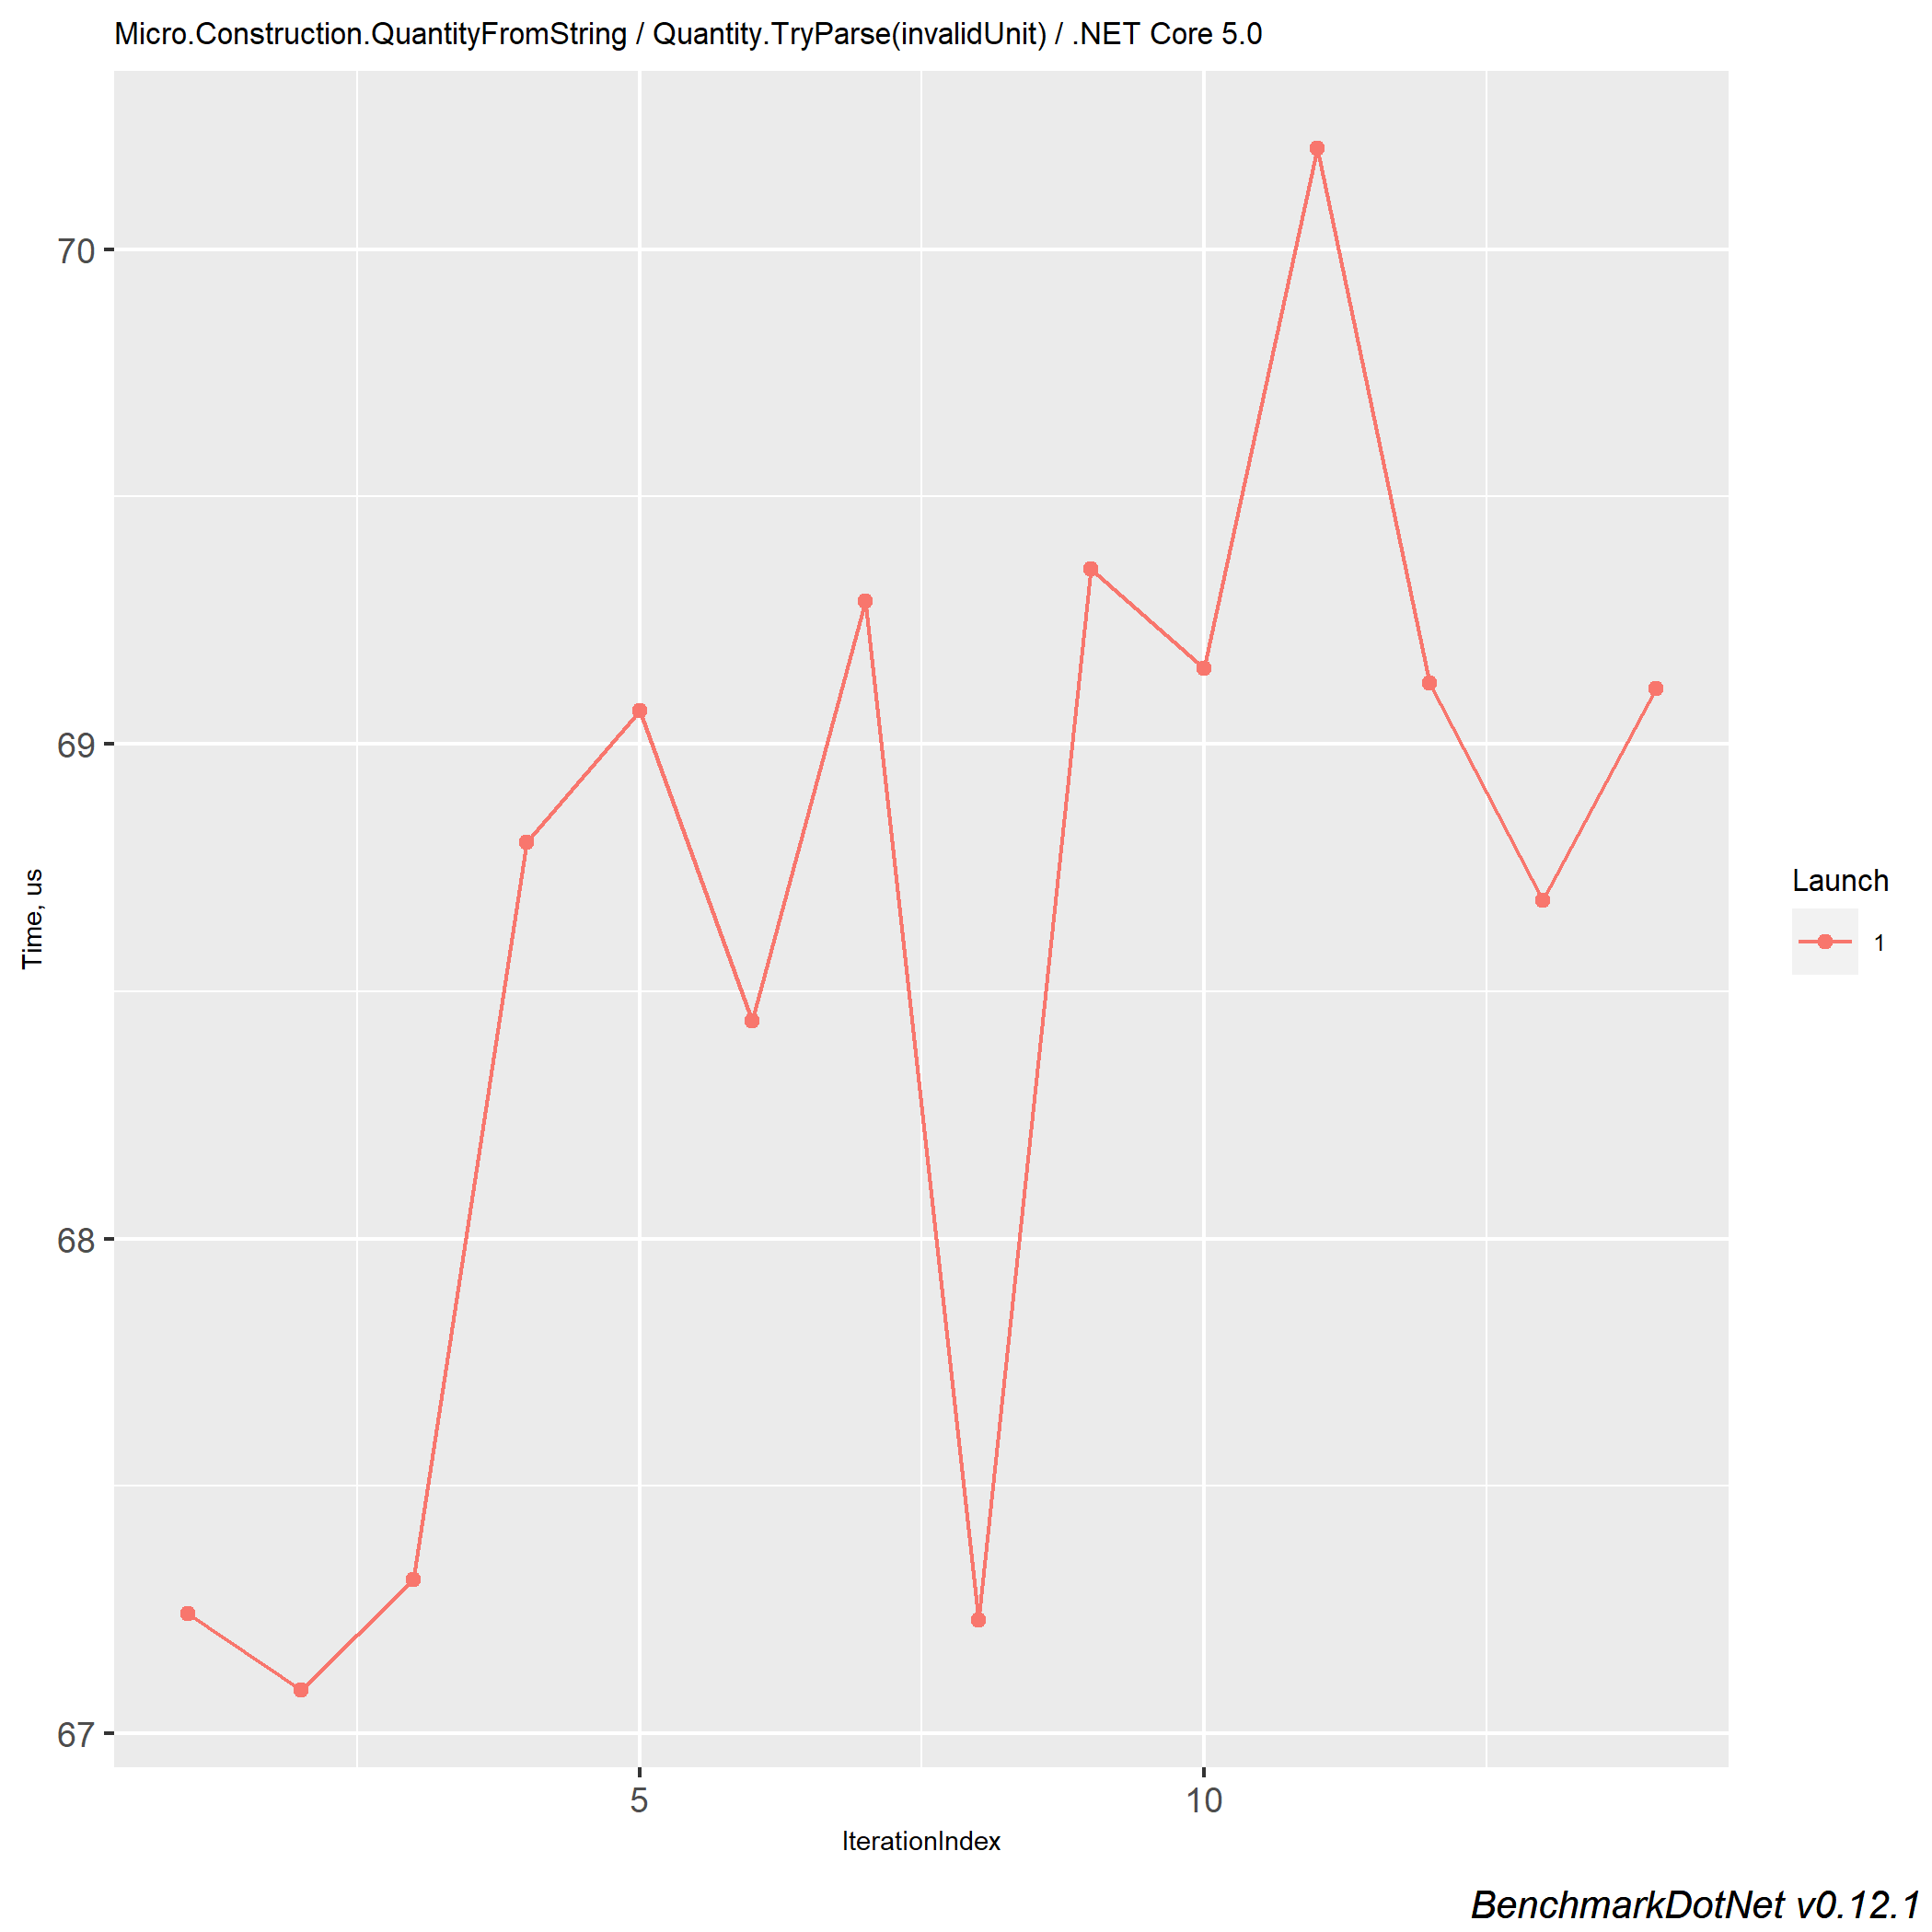 Micro.Construction.QuantityFromString / Quantity.TryParse(invalidUnit) / .NET Core 5.0
70
69
68
67
Time, us
5
10
IterationIndex
Launch
1
BenchmarkDotNet v0.12.1